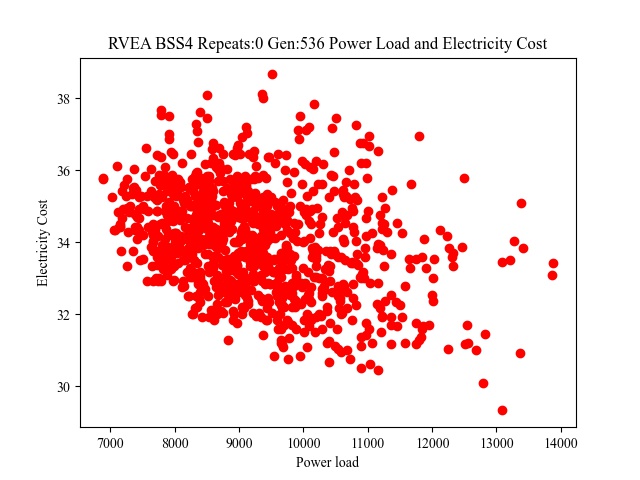 RVEA BSS4 Repeats:0 Gen:536 Power Load and Electricity Cost
38
36
34
32
30
Electricity Cost
7000 8000 9000 10000 11000 12000 13000 14000
Power load